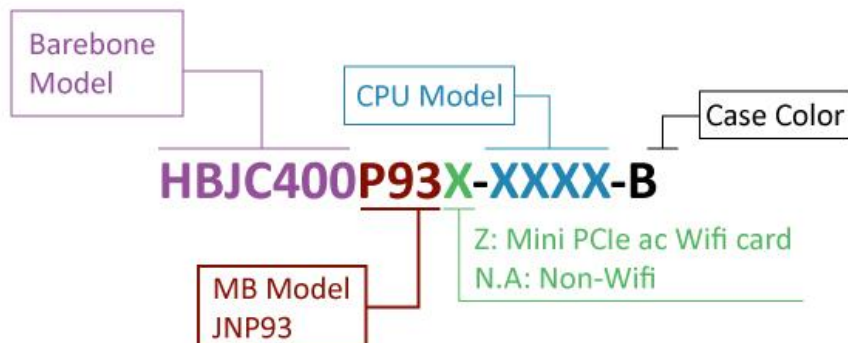 Barebone
Model
CPU Model
Case Color
HBJC400P93X-XXXX-B
Z: Mini PCIe ac Wifi card
N.A: Non-Wifi
MB Model
JNP93